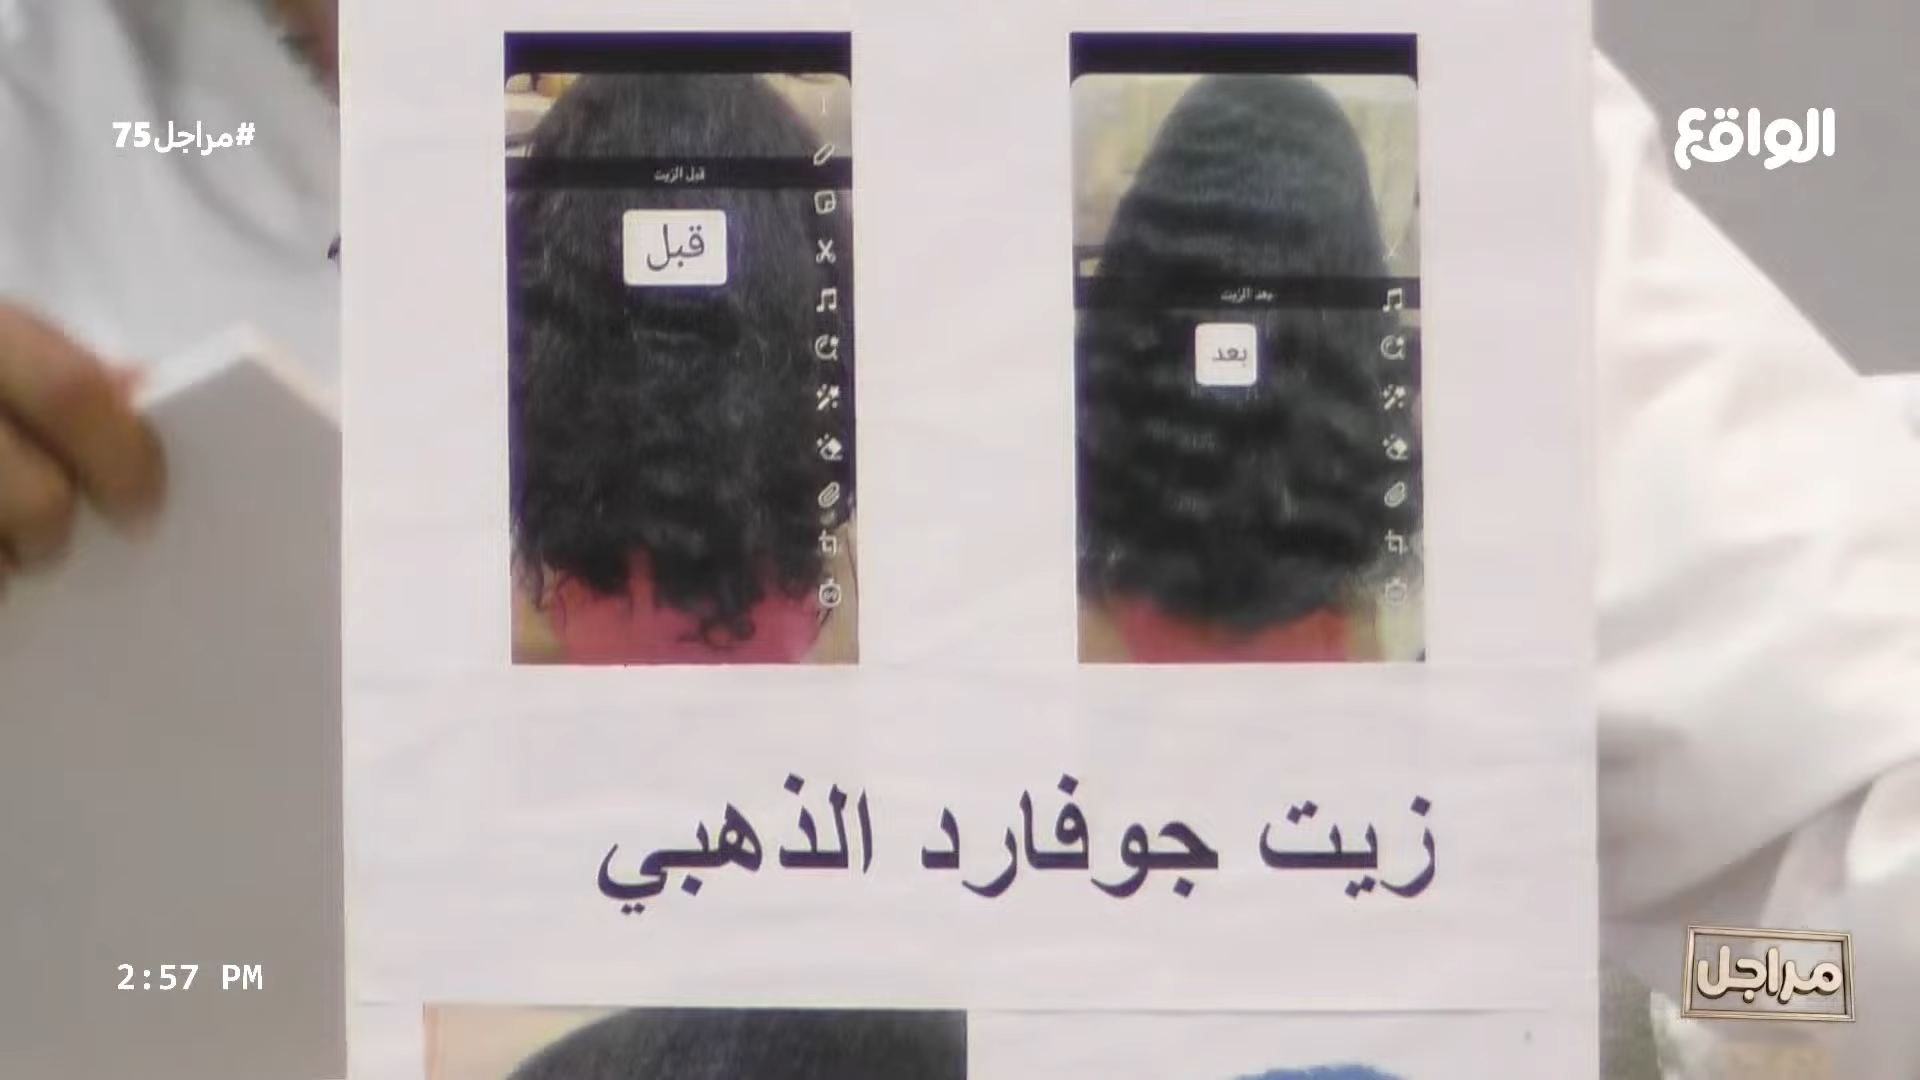 #مراجل75
الواقع
قبل الزيت
قبل
بعد الزيت
بعد
زيت جوفارد الذهبي
2:57 PM
مراجل